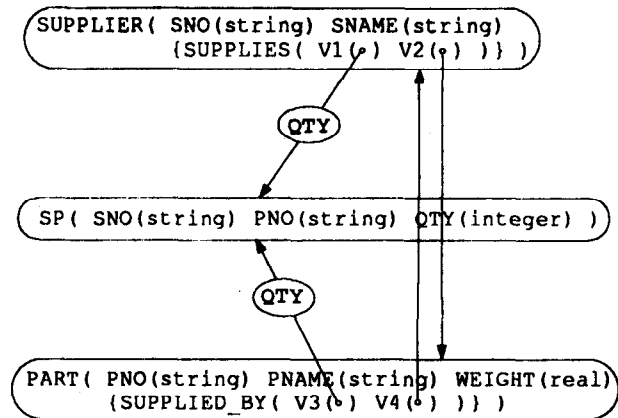 SUPPLIER( SNO(string) SNAME(string)
{SUPPLIES( V1( ) V2( ) )} )
QTY
SP( SNO(string) PNO(string) QTY(integer) )
QTY
PART( PNO(string) PNAME(string) WEIGHT(real)
{SUPPLIED_BY( V3( ) V4( ) )} )